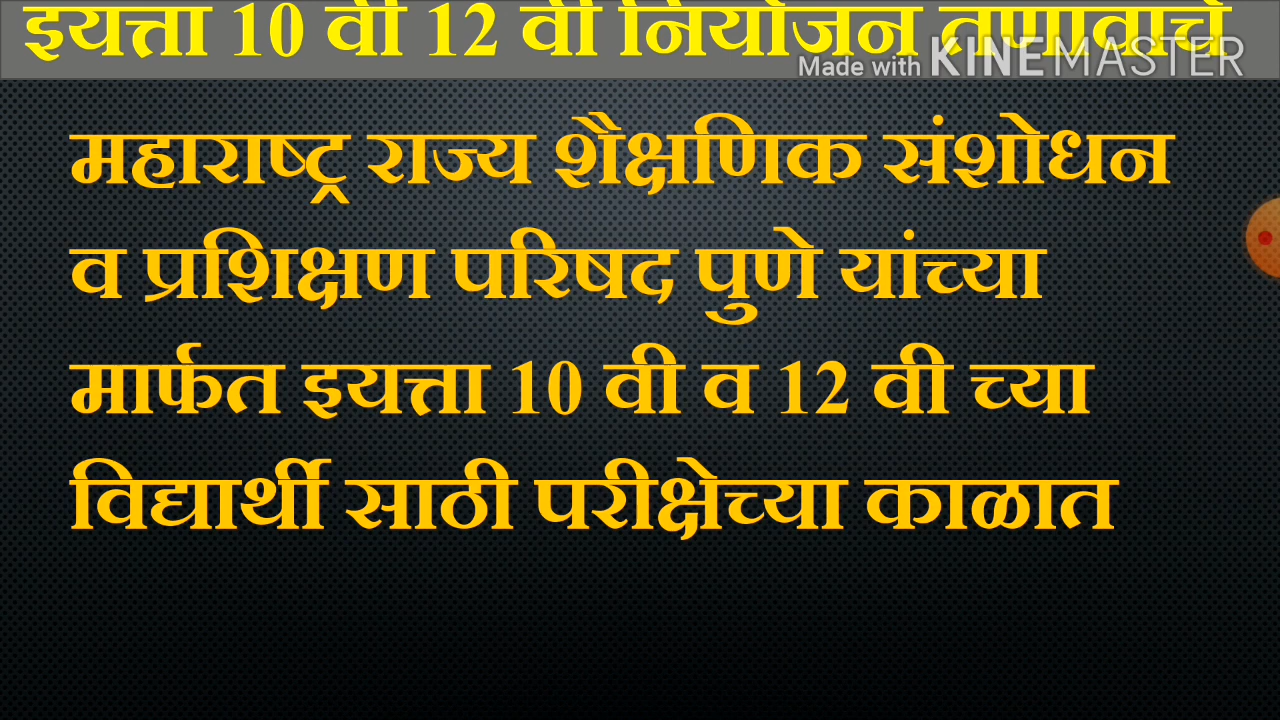 इयत्ता 10 वी 12 वी नियोजन तणावाचे
Made with KINEMASTER
महाराष्ट्र राज्य शैक्षणिक संशोधन
व प्रशिक्षण परिषद पुणे यांच्या
मार्फत इयत्ता 10 वी व 12 वी च्या
विद्यार्थी साठी परीक्षेच्या काळात